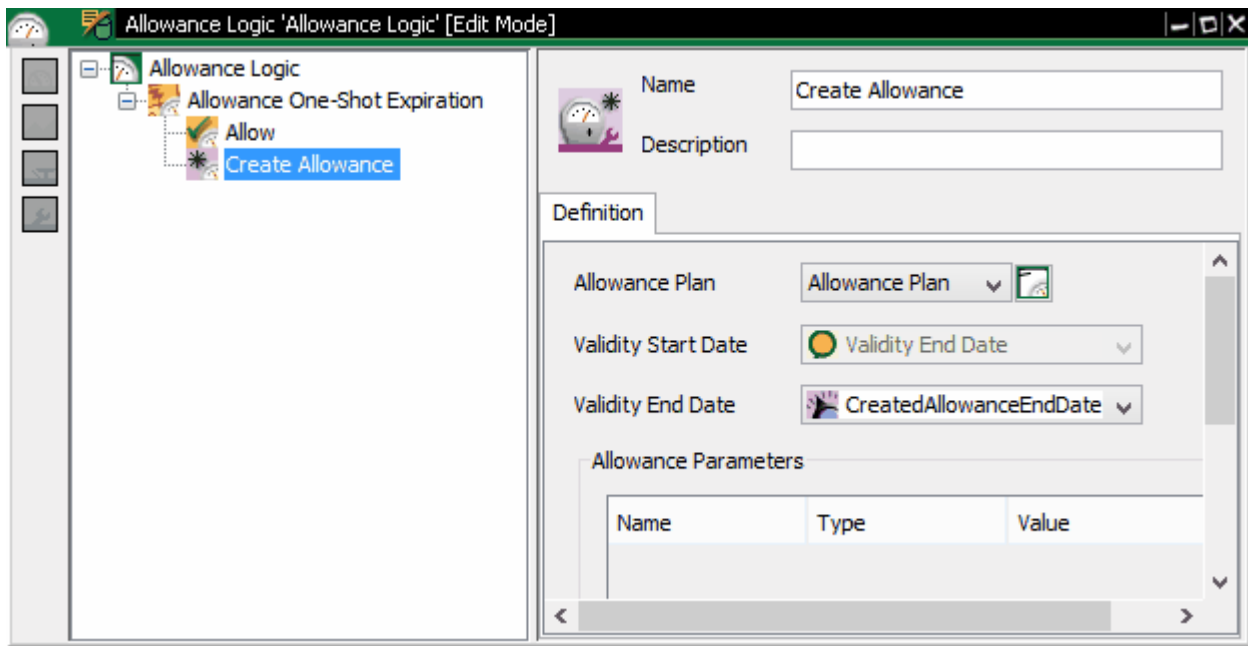 Allowance Logic 'Allowance Logic' [Edit Mode]
Allowance Logic
Allowance One-Shot Expiration
Allow
Create Allowance
Name
Create Allowance
Description
Definition
Allowance Plan
Allowance Plan
Validity Start Date
Validity End Date
Validity End Date
CreatedAllowanceEndDate
Allowance Parameters
Name Type Value